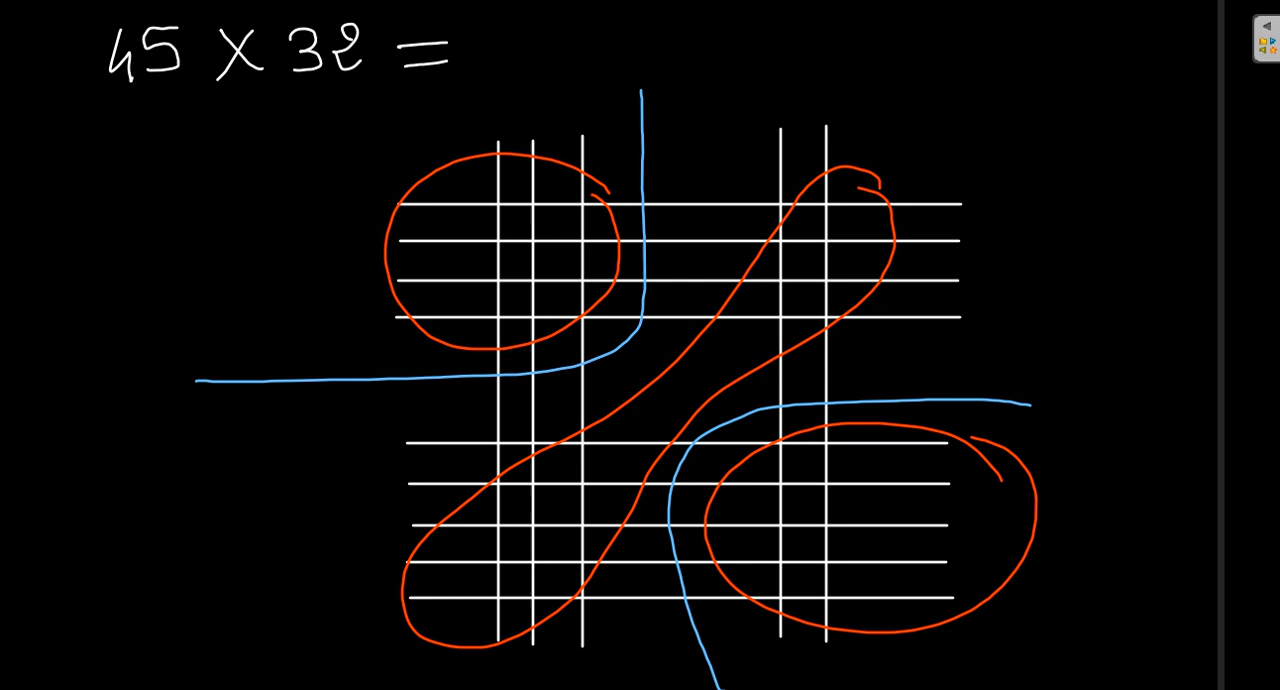 45 × 32 =